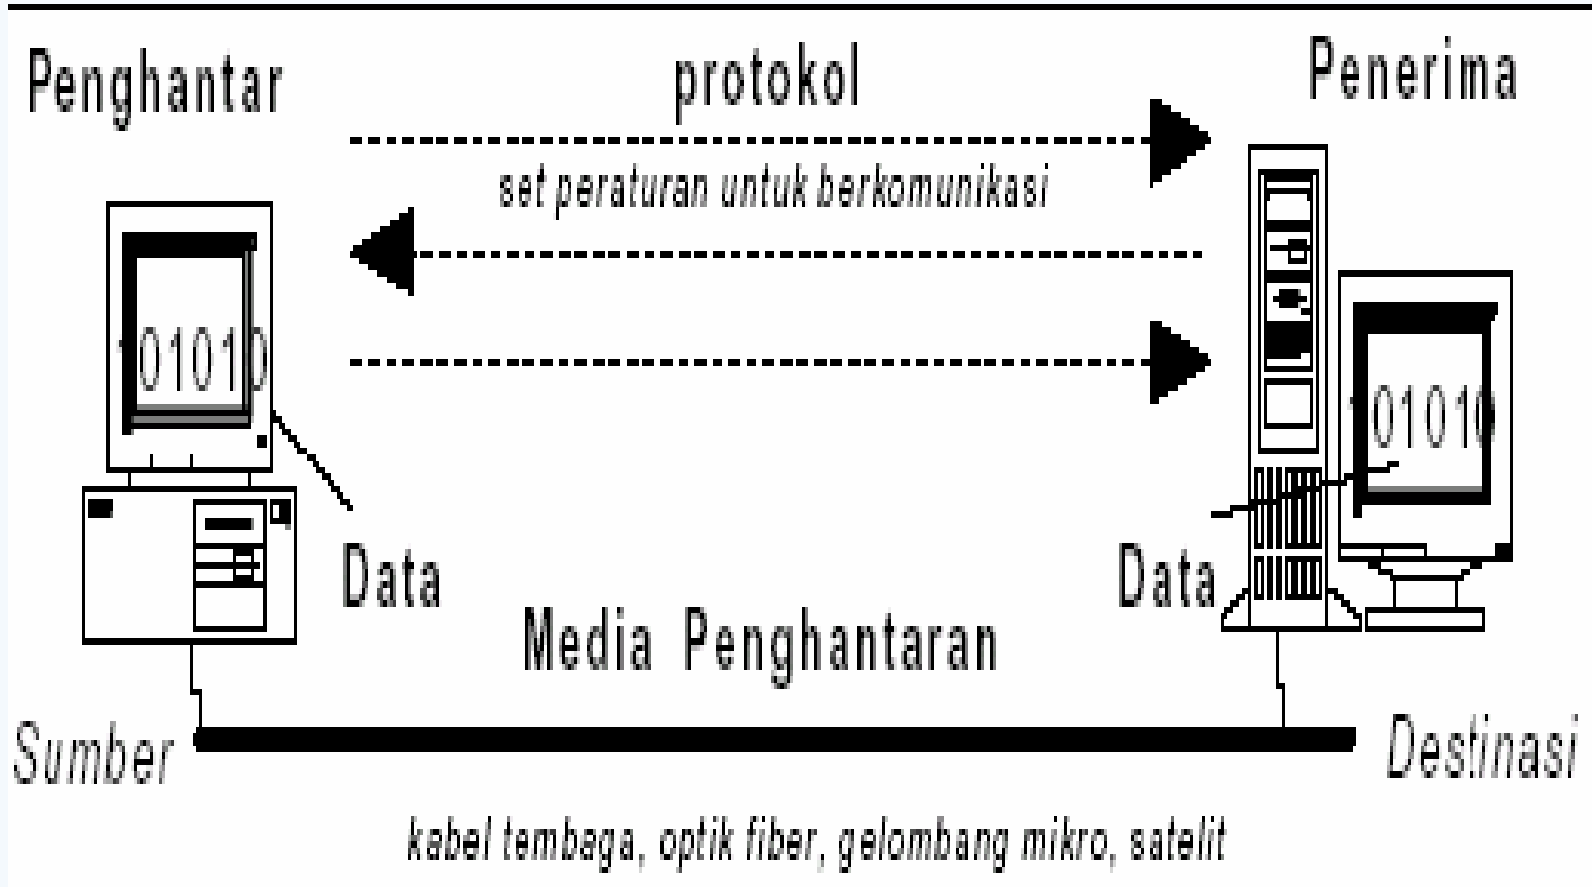 Penghantar
protokol
Penerima
set peraturan untuk berkomunikasi
101010
101010
Data
Data
Media Penghantaran
Sumber
Destinasi
kabel tembaga, optik fiber, gelombang mikro, satelit